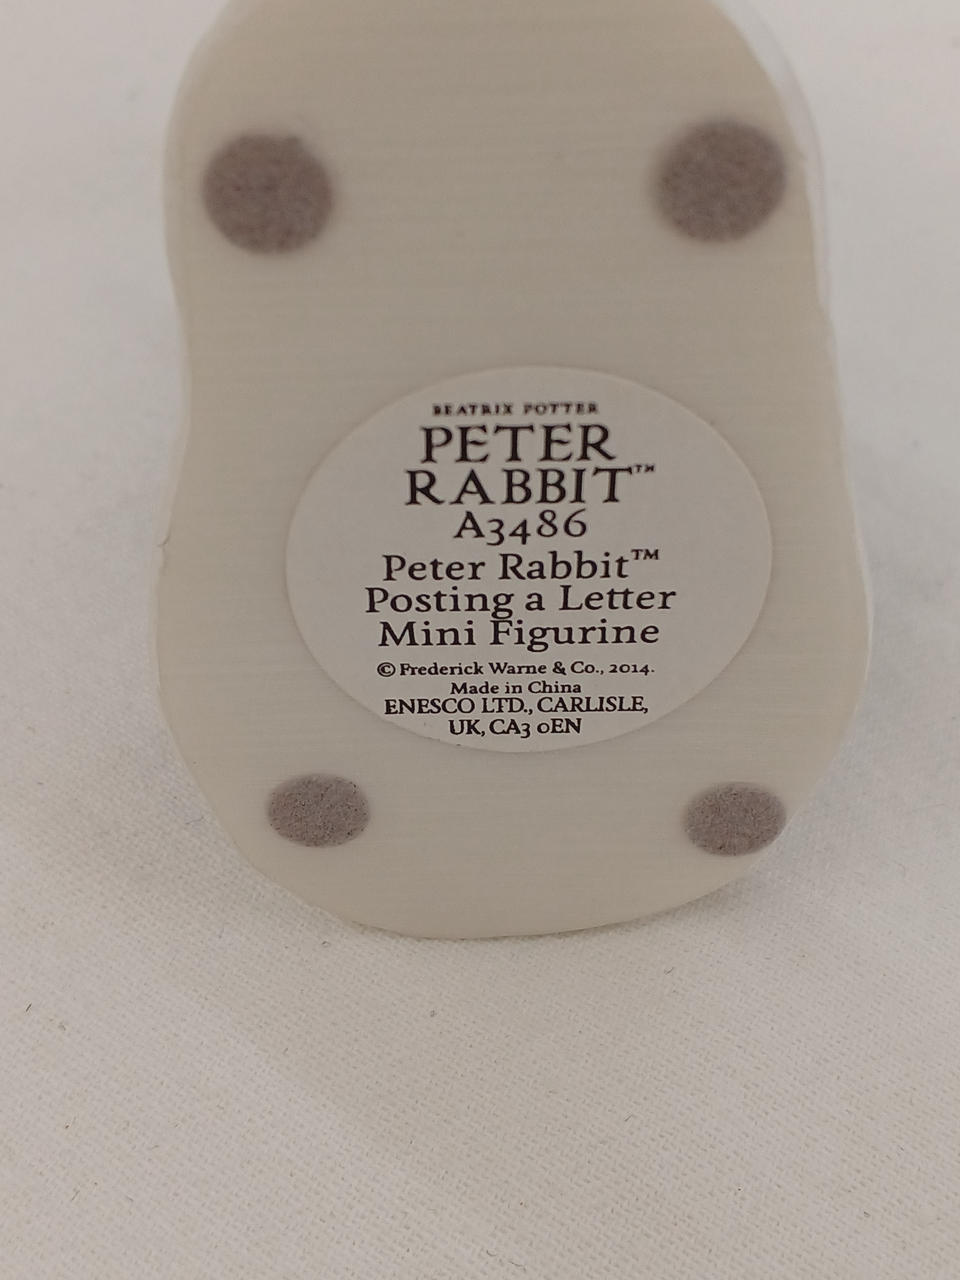 BEATRIX POTTER
PETER
RABBIT™
A3486
Peter Rabbit™
Posting a Letter
Mini Figurine
© Frederick Warne & Co., 2014.
Made in China
ENESCO LTD., CARLISLE,
UK, CA3 0EN